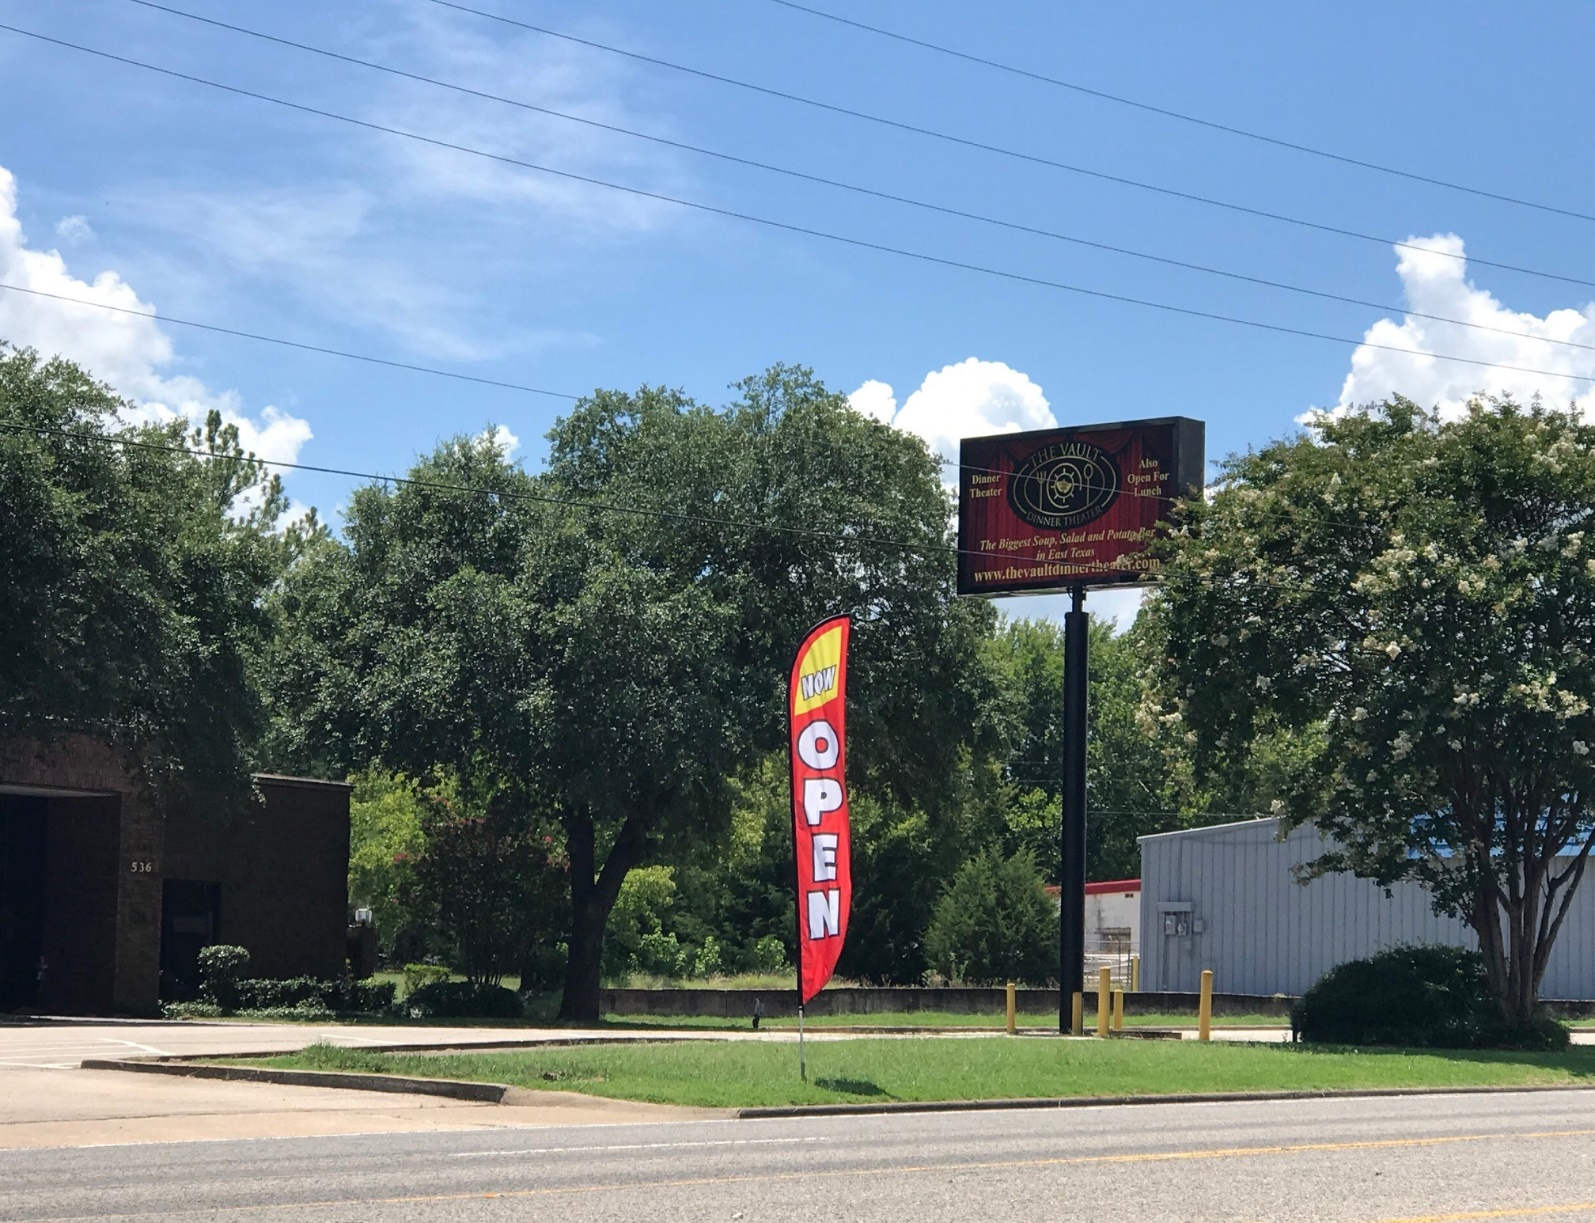 THE VAULT
DINNER THEATER
Dinner
Theater
Also
Open For
Lunch
The Biggest Soup, Salad and Potato Bar
in East Texas
www.thevaultdinnertheater.com
NOW
OPEN
536